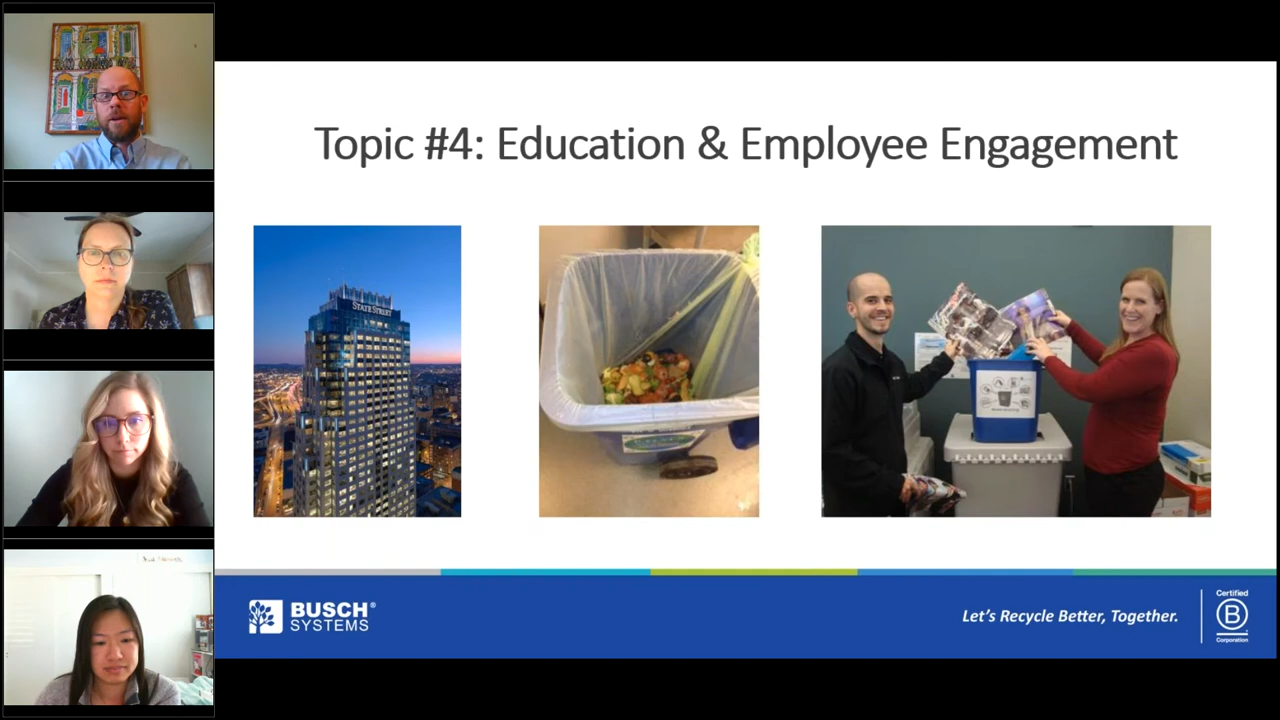 Topic #4: Education & Employee Engagement
STATE STREET
BUSCH®
SYSTEMS
Let's Recycle Better, Together.
Certified
B
Corporation